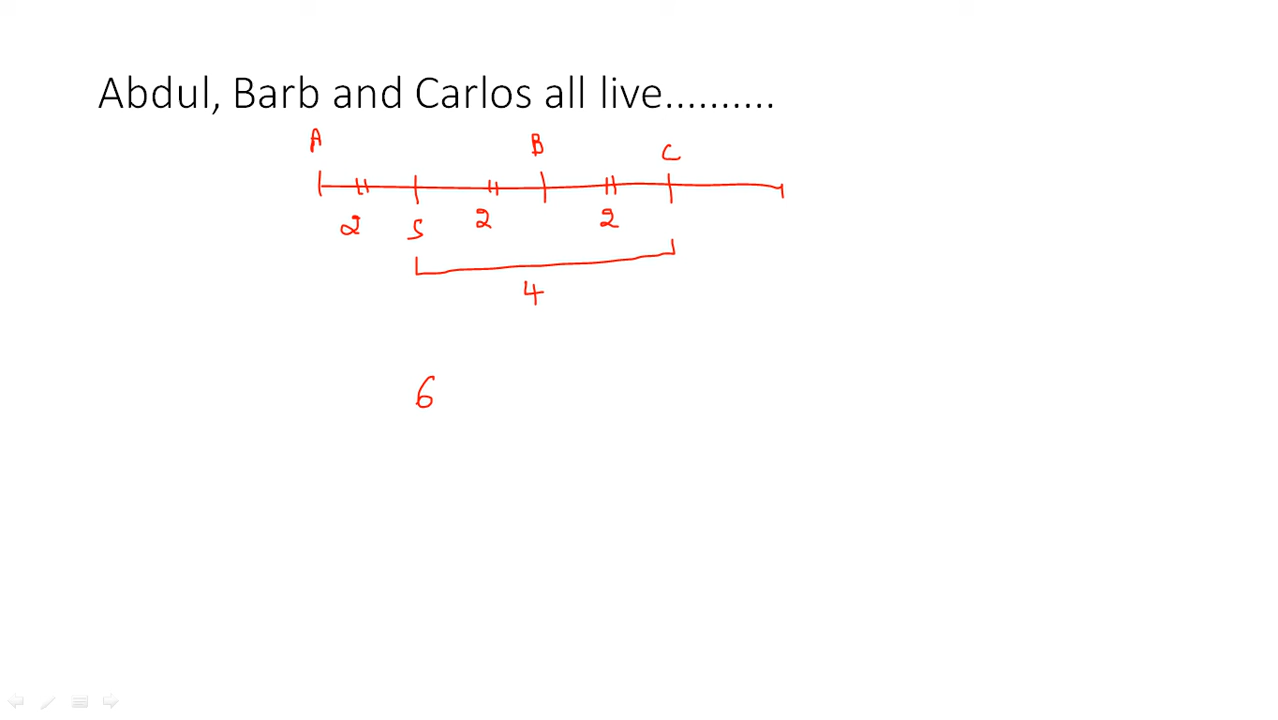 Abdul, Barb and Carlos all live..........
A B C
2 S 2 2
4
6